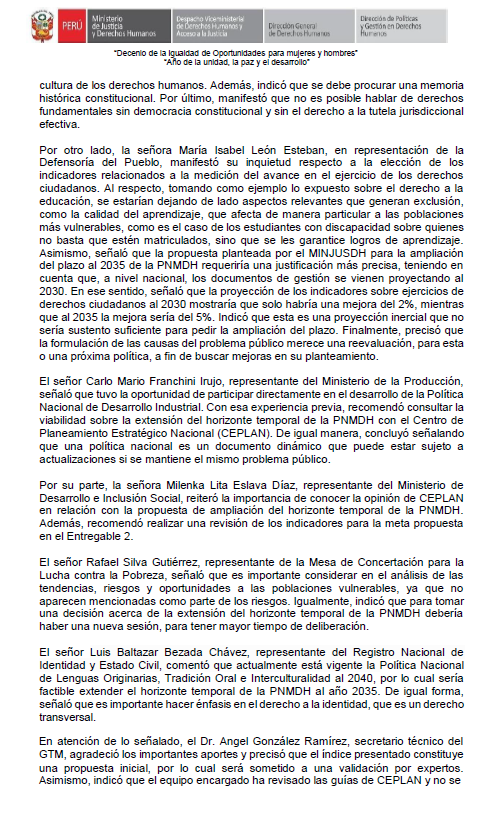 PERÚ
Ministerio
de Justicia
y Derechos Humanos
Despacho Viceministerial
de Derechos Humanos y
Acceso a la Justicia
Dirección General
de Derechos Humanos
Dirección de Políticas
y Gestión en Derechos
Humanos
“Decenio de la Igualdad de Oportunidades para mujeres y hombres”
“Año de la unidad, la paz y el desarrollo”
cultura de los derechos humanos. Además, indicó que se debe procurar una memoria
histórica constitucional. Por último, manifestó que no es posible hablar de derechos
fundamentales sin democracia constitucional y sin el derecho a la tutela jurisdiccional
efectiva.
Por otro lado, la señora María Isabel León Esteban, en representación de la
Defensoría del Pueblo, manifestó su inquietud respecto a la elección de los
indicadores relacionados a la medición del avance en el ejercicio de los derechos
ciudadanos. Al respecto, tomando como ejemplo lo expuesto sobre el derecho a la
educación, se estarían dejando de lado aspectos relevantes que generan exclusión,
como la calidad del aprendizaje, que afecta de manera particular a las poblaciones
más vulnerables, como es el caso de los estudiantes con discapacidad sobre quienes
no basta que estén matriculados, sino que se les garantice logros de aprendizaje.
Asimismo, señaló que la propuesta planteada por el MINJUSDH para la ampliación
del plazo al 2035 de la PNMDH requeriría una justificación más precisa, teniendo en
cuenta que, a nivel nacional, los documentos de gestión se vienen proyectando al
2030. En ese sentido, señaló que la proyección de los indicadores sobre ejercicios de
derechos ciudadanos al 2030 mostraría que solo habría una mejora del 2%, mientras
que al 2035 la mejora sería del 5%. Indicó que esta es una proyección inercial que no
sería sustento suficiente para pedir la ampliación del plazo. Finalmente, precisó que
la formulación de las causas del problema público merece una reevaluación, para esta
o una próxima política, a fin de buscar mejoras en su planteamiento.
El señor Carlo Mario Franchini Irujo, representante del Ministerio de la Producción,
señaló que tuvo la oportunidad de participar directamente en el desarrollo de la Política
Nacional de Desarrollo Industrial. Con esa experiencia previa, recomendó consultar la
viabilidad sobre la extensión del horizonte temporal de la PNMDH con el Centro de
Planeamiento Estratégico Nacional (CEPLAN). De igual manera, concluyó señalando
que una política nacional es un documento dinámico que puede estar sujeto a
actualizaciones si se mantiene el mismo problema público.
Por su parte, la señora Milenka Lita Eslava Díaz, representante del Ministerio de
Desarrollo e Inclusión Social, reiteró la importancia de conocer la opinión de CEPLAN
en relación con la propuesta de ampliación del horizonte temporal de la PNMDH.
Además, recomendó realizar una revisión de los indicadores para la meta propuesta
en el Entregable 2.
El señor Rafael Silva Gutiérrez, representante de la Mesa de Concertación para la
Lucha contra la Pobreza, señaló que es importante considerar en el análisis de las
tendencias, riesgos y oportunidades a las poblaciones vulnerables, ya que no
aparecen mencionadas como parte de los riesgos. Igualmente, indicó que para tomar
una decisión acerca de la extensión del horizonte temporal de la PNMDH debería
haber una nueva sesión, para tener mayor tiempo de deliberación.
El señor Luis Baltazar Bezada Chávez, representante del Registro Nacional de
Identidad y Estado Civil, comentó que actualmente está vigente la Política Nacional
de Lenguas Originarias, Tradición Oral e Interculturalidad al 2040, por lo cual sería
factible extender el horizonte temporal de la PNMDH al año 2035. De igual forma,
señaló que es importante hacer énfasis en el derecho a la identidad, que es un derecho
transversal.
En atención de lo señalado, el Dr. Angel González Ramírez, secretario técnico del
GTM, agradeció los importantes aportes y precisó que el índice presentado constituye
una propuesta inicial, por lo cual será sometido a una validación por expertos.
Asimismo, indicó que el equipo encargado ha revisado las guías de CEPLAN y no se